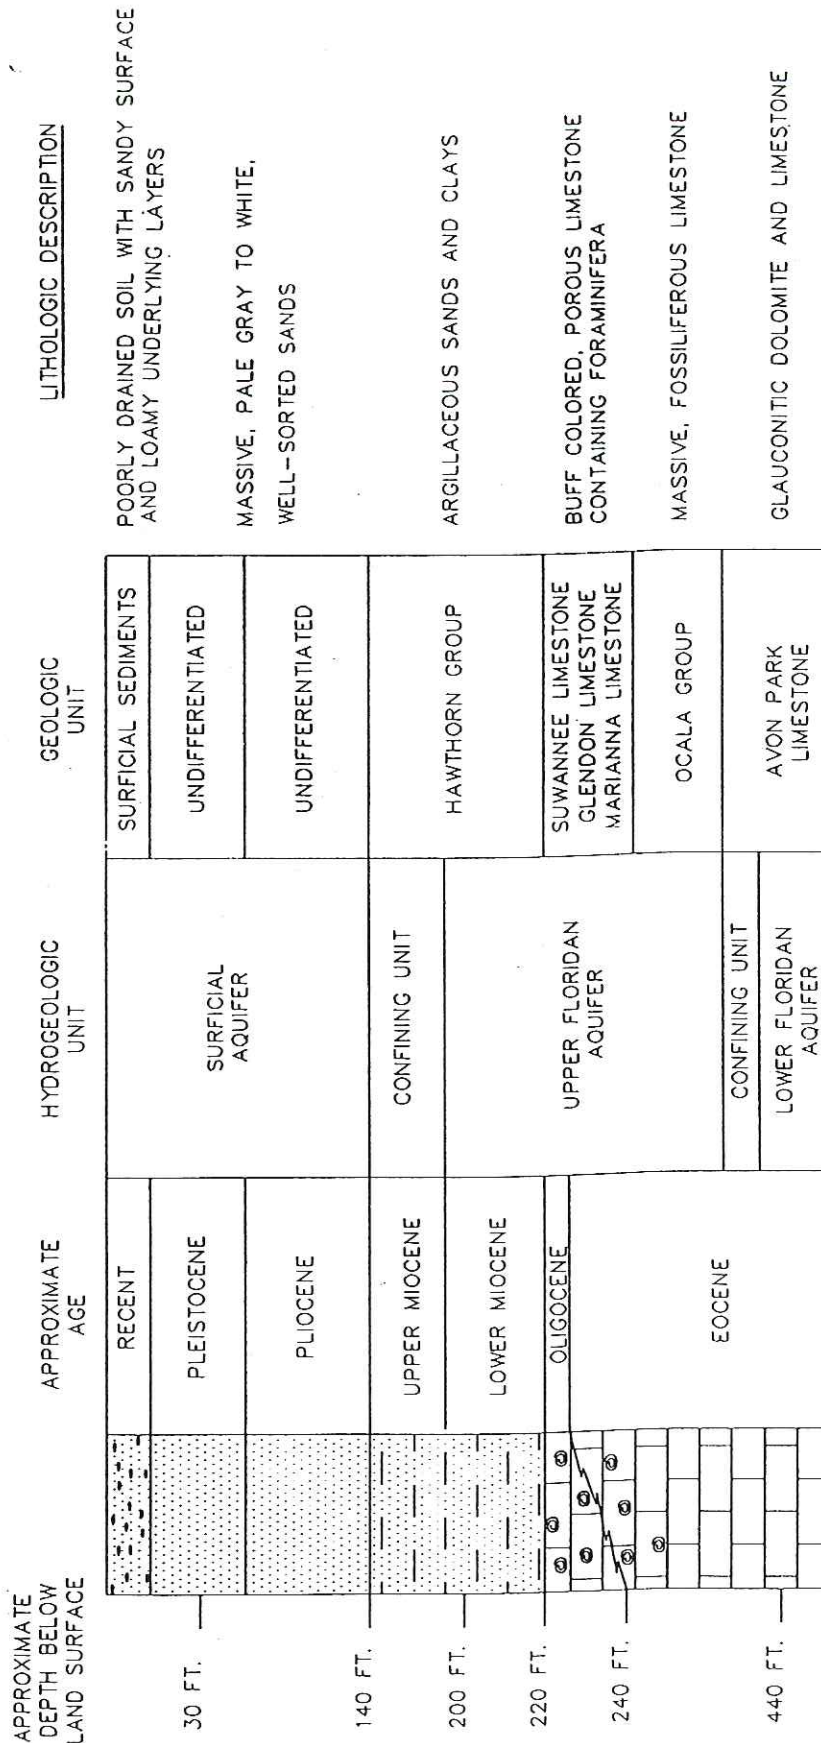 APPROXIMATE
DEPTH BELOW
LAND SURFACE
APPROXIMATE
AGE
HYDROGEOLOGIC
UNIT
GEOLOGIC
UNIT
LITHOLOGIC DESCRIPTION
30 FT.
140 FT.
200 FT.
220 FT.
240 FT.
440 FT.
RECENT
PLEISTOCENE
PLIOCENE
UPPER MIOCENE
LOWER MIOCENE
OLIGOCENE
EOCENE
SURFICIAL
AQUIFER
CONFINING UNIT
UPPER FLORIDAN
AQUIFER
CONFINING UNIT
LOWER FLORIDAN
AQUIFER
SURFICIAL SEDIMENTS
UNDIFFERENTIATED
UNDIFFERENTIATED
HAWTHORN GROUP
SUWANNEE LIMESTONE
GLENDON LIMESTONE
MARIANNA LIMESTONE
OCALA GROUP
AVON PARK
LIMESTONE
POORLY DRAINED SOIL WITH SANDY SURFACE
AND LOAMY UNDERLYING LAYERS
MASSIVE, PALE GRAY TO WHITE,
WELL-SORTED SANDS
ARGILLACEOUS SANDS AND CLAYS
BUFF COLORED, POROUS LIMESTONE
CONTAINING FORAMINIFERA
MASSIVE, FOSSILIFEROUS LIMESTONE
GLAUCONITIC DOLOMITE AND LIMESTONE